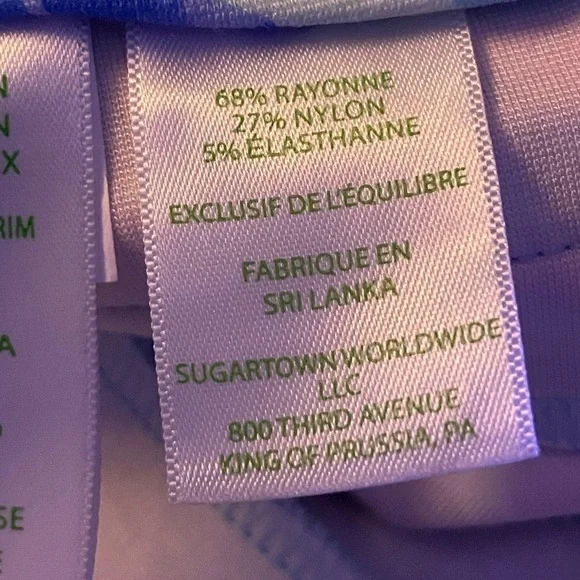 68% RAYONNE
27% NYLON
5% ÉLASTHANNE
EXCLUSIF DE L'ÉQUILIBRE
FABRIQUE EN
SRI LANKA
SUGARTOWN WORLDWIDE
LLC
800 THIRD AVENUE
KING OF PRUSSIA, PA